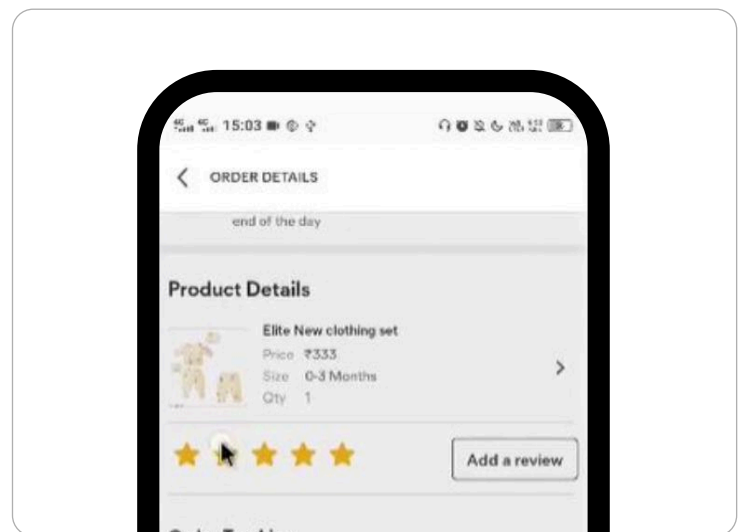 15:03
ORDER DETAILS
end of the day
Product Details
Elite New clothing set
Price ₹333
Size 0-3 Months
Qty 1
Add a review